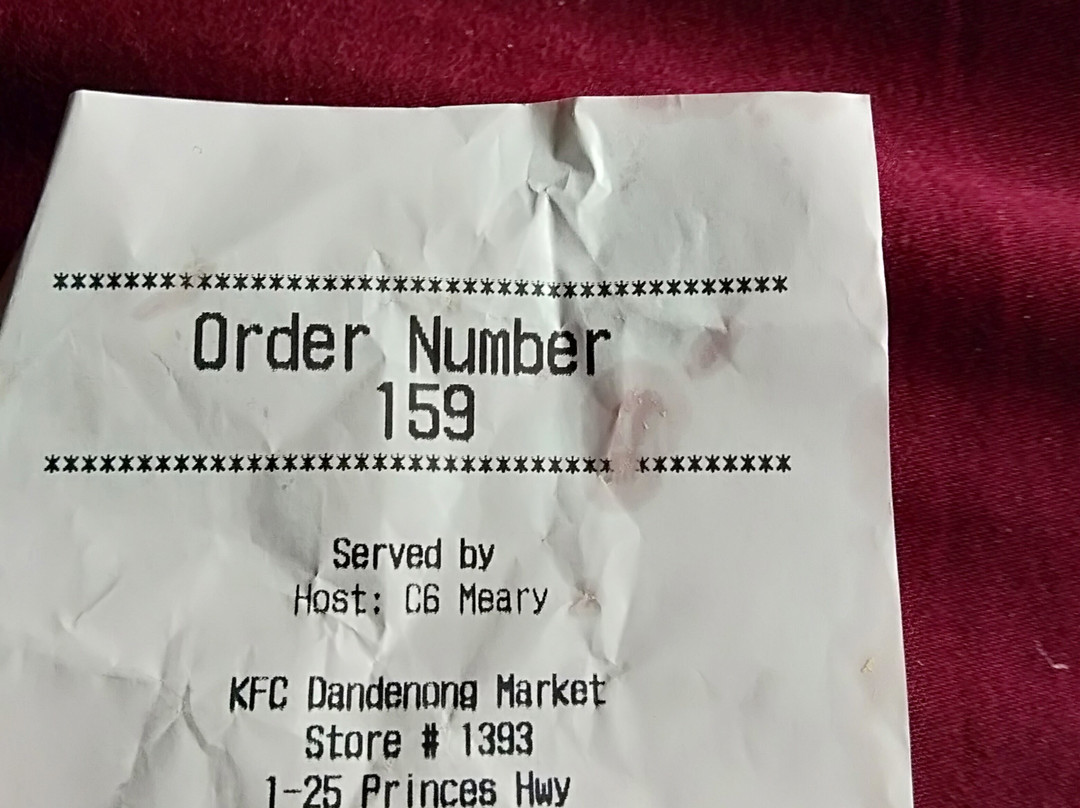 *****************************************
Order Number
159
***************************************** 
Served by
Host: C6 Meary
KFC Dandenong Market
Store # 1393
1-25 Princes Hwy